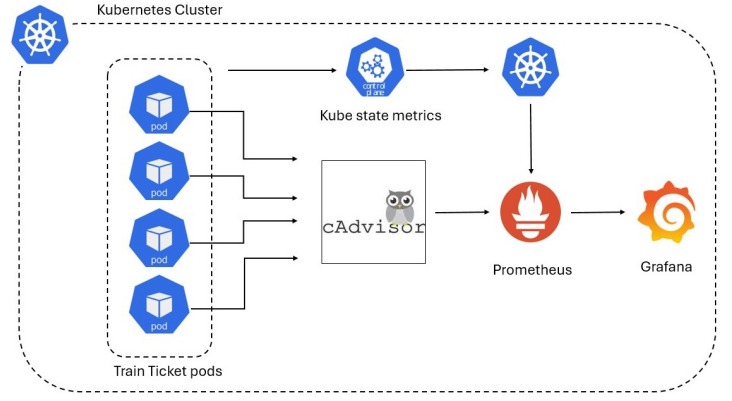 Kubernetes Cluster
control
plane
Kube state metrics
pod
pod
pod
pod
cAdvisor
Prometheus
Grafana
Train Ticket pods